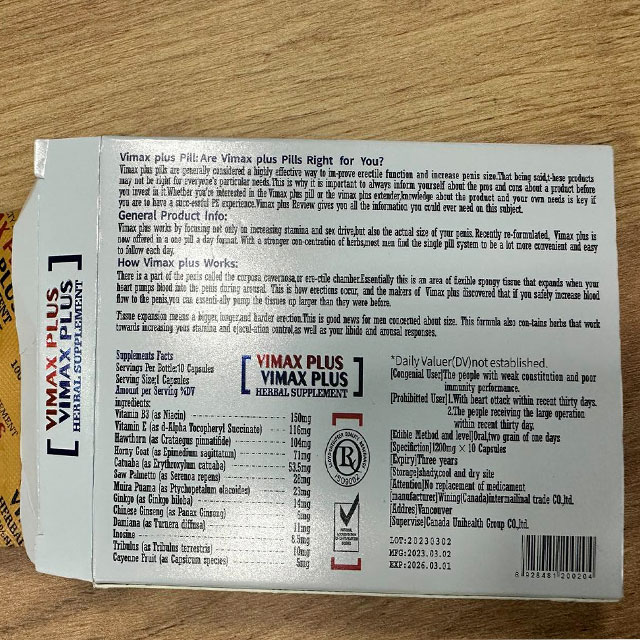 Vimax plus Pill: Are Vimax plus Pills Right for You?
Vimax plus pills are generally considered a highly effective way to im-prove erectile function and increase penis size.That being said,t-hese products
may not be right for everyone's particular needs.This is why it is important to always inform yourself about the pros and cons about a product before
you invest in it.Whether you're interested in the Vimax plus pill or the vimax plus extender,knowledge about the product and your own needs is key if
you are to have a succ-essful PE experience.Vimax plus Review gives you all the information you could ever need on this subject.
General Product Info:
Vimax plus works by focusing not only on increasing stamina and sex drive,but also the actual size of your penis. Recently re-formulated, Vimax plus is
now offered in a one pill a day format. With a stronger con-centration of herbs,most men find the single pill system to be a lot more convenient and easy
to follow each day.
How Vimax plus Works:
There is a part of the penis called the corpora cavernosa,or ere-ctile chamber.Essentially this is an area of flexible spongy tissue that expands when your
heart pumps blood into the penis during arousal. This is how erections occur, and the makers of Vimax plus discovered that if you safely increase blood
flow to the penis,you can essenti-ally pump the tissues up larger than they were before.
Tissue expansion means a bigger,longer,and harder erection.This is good news for men concerned about size. This formula also con-tains herbs that work
towards increasing your stamina and ejacul-ation control,as well as your libido and arousal responses.
Supplements Facts
Servings Per Bottle:10 Capsules
Serving Size:1 Capsules
Amount per Serving %DV
Ingredients:
Vitamin B3 (as Niacin) 150mg
Vitamin E (as d-Alpha Tocopheryl Succinate) 116mg
Hawthorn (as Crataegus pinnatifide) 104mg
Horny Goat (as Epimedium sagittatum) 71mg
Catuaba (as Erythroxylum catcaba) 53.5mg
Saw Palmetto (as Serenoa repens) 26mg
Muira Puama (as Ptychopetalum olacoides) 23mg
Ginkgo (as Ginkgo biloba) 14mg
Chinese Ginseng (as Panax Ginseng)
Damiana (as Turnera diffusa) 11mg
Inosine 8.5mg
Tribulus (as Tribulus terrestris) 10mg
Cayenne Fruit (as Capsicum species) 5mg
VIMAX PLUS
VIMAX PLUS
HERBAL SUPPLEMENT
R
*Daily Valuer(DV)not established.
[Congenial User]The people with weak constitution and poor
immunity performance.
[Prohibited User]1.With heart attack within recent thirty days.
2.The people receiving the large operation
within recent thirty day.
[Edible Method and level]Oral,two grain of one days
[Specifiction]1200mg × 10 Capsules
[Expiry]Three years
[Storage]shady,cool and dry site
[Attention]No replacement of medicament
[manufacturer]Wining(Canada)intermailinal trade CO.,ltd.
[Addres]Vancouver
[Supervise]Canada Unihealth Group CO.,ltd.
LOT:20230302
MFG:2023.03.02
EXP:2026.03.01
8 928481 200204
VIMAX PLUS
VIMAX PLUS
HERBAL SUPPLEMENT